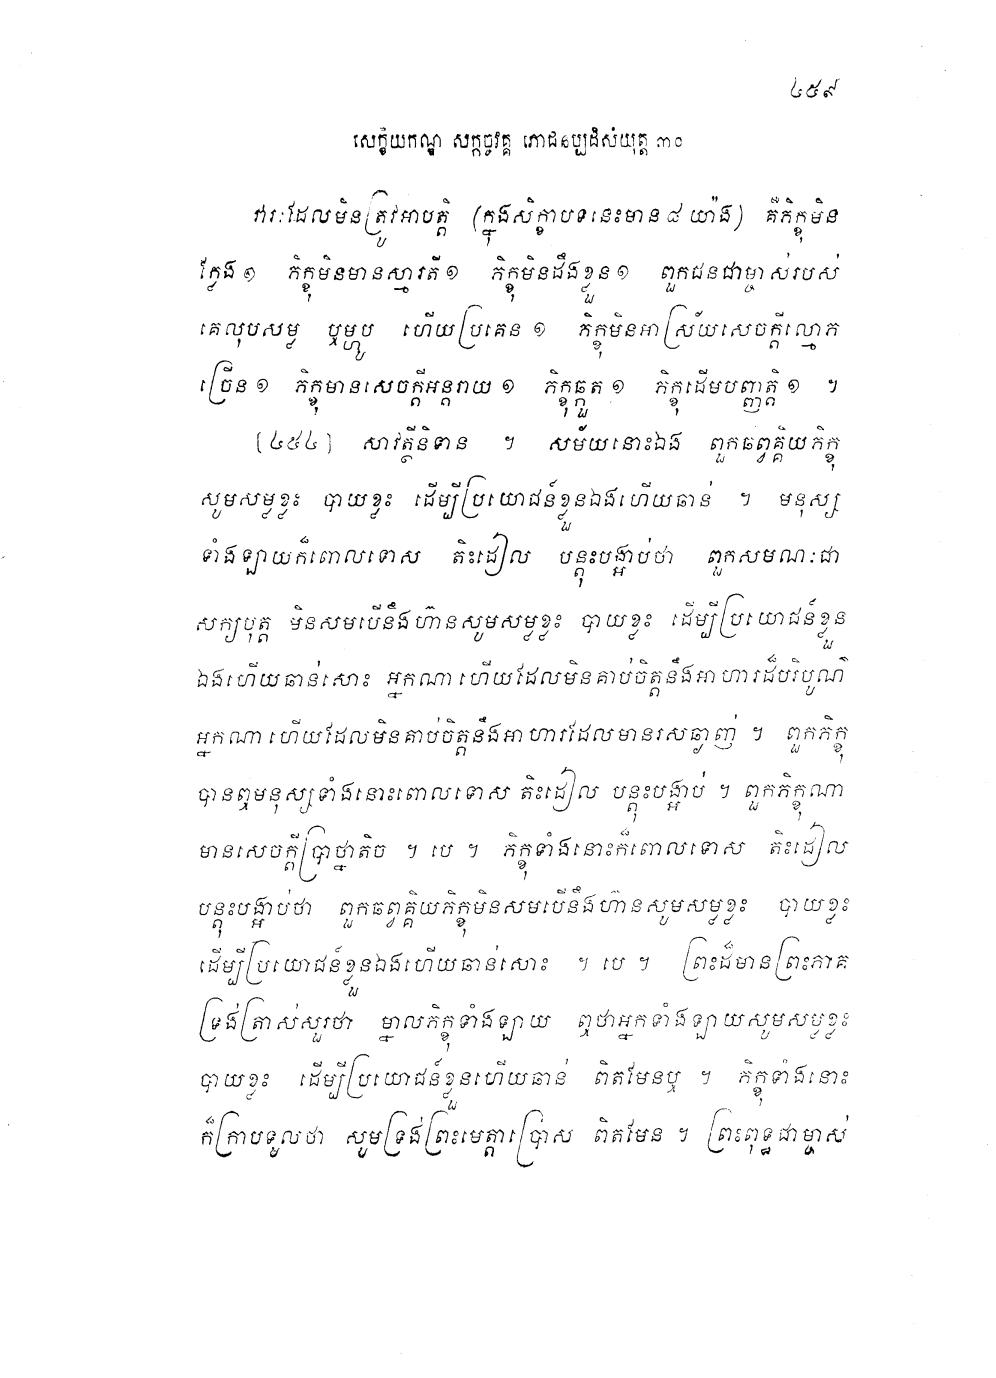 ៤៥៩
សេក្ខិយកណ្ឌ សក្កច្ចវគ្គ ភោជនប្បដិសំយុត្ត ៣០
វារៈដែលមិនត្រូវអាបត្តិ (ក្នុងសិក្ខាបទនេះមាន ៨ យ៉ាង) គឺភិក្ខុមិន
ក្លែង ១ ភិក្ខុមិនមានស្មារតី ១ ភិក្ខុមិនដឹងខ្លួន ១ ពួកជនជាម្ចាស់របស់
គេលុបសម្ល ឬម្ហូប ហើយប្រគេន ១ ភិក្ខុមិនអាស្រ័យសេចក្តីល្មោភ
ច្រើន ១ ភិក្ខុមានសេចក្តីអន្តរាយ ១ ភិក្ខុឆ្កួត ១ ភិក្ខុដើមបញ្ញត្តិ ១ ។
[៤៥៤] សាវត្ថីនិទាន ។ សម័យនោះឯង ពួកឆព្វគ្គិយភិក្ខុ
សូមសម្លខ្លះ បាយខ្លះ ដើម្បីប្រយោជន៍ខ្លួនឯងហើយឆាន់ ។ មនុស្ស
ទាំងឡាយក៏ពោលទោស តិះដៀល បន្តុះបង្អាប់ថា ពួកសមណៈជា
សក្យបុត្ត មិនសមបើនឹងហ៊ានសូមសម្លខ្លះ បាយខ្លះ ដើម្បីប្រយោជន៍ខ្លួន
ឯងហើយឆាន់សោះ អ្នកណា ហើយដែលមិនគាប់ចិត្តនឹងអាហារដ៏បរិបូណ៌
អ្នកណា ហើយដែលមិនគាប់ចិត្តនឹងអាហារដែលមានរសឆ្ងាញ់ ។ ពួកភិក្ខុ
បានឮមនុស្សទាំងនោះពោលទោស តិះដៀល បន្តុះបង្អាប់ ។ ពួកភិក្ខុណា
មានសេចក្តីប្រាថ្នាតិច ។ បេ ។ ភិក្ខុទាំងនោះក៏ពោលទោស តិះដៀល
បន្តុះបង្អាប់ថា ពួកឆព្វគ្គិយភិក្ខុមិនសមបើនឹងហ៊ានសូមសម្លខ្លះ បាយខ្លះ
ដើម្បីប្រយោជន៍ខ្លួនឯងហើយឆាន់សោះ ។ បេ ។ ព្រះដ៏មានព្រះភាគ
ទ្រង់ត្រាស់សួរថា ម្នាលភិក្ខុទាំងឡាយ ឮថាអ្នកទាំងឡាយសូមសម្លខ្លះ
បាយខ្លះ ដើម្បីប្រយោជន៍ខ្លួនហើយឆាន់ ពិតមែនឬ ។ ភិក្ខុទាំងនោះ
ក៏ក្រាបទូលថា សូមទ្រង់ព្រះមេត្តាប្រោស ពិតមែន ។ ព្រះពុទ្ធជាម្ចាស់